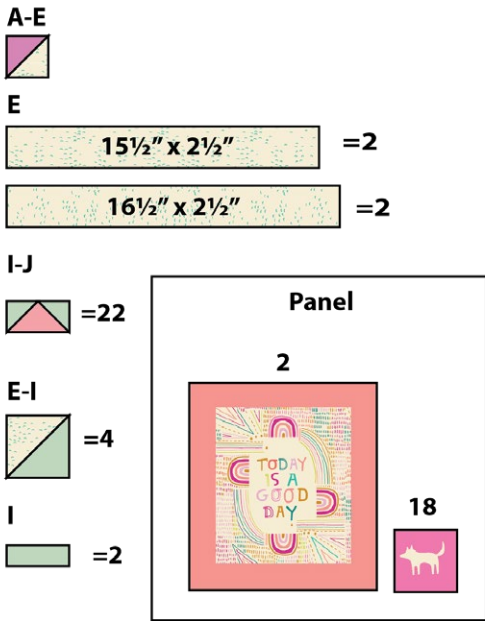 A-E
E
15½” x 2½” =2
16½” x 2½” =2
I-J
=22
Panel
2
E-I
=4
TODAY
IS A
GOOD
DAY
18
I
=2